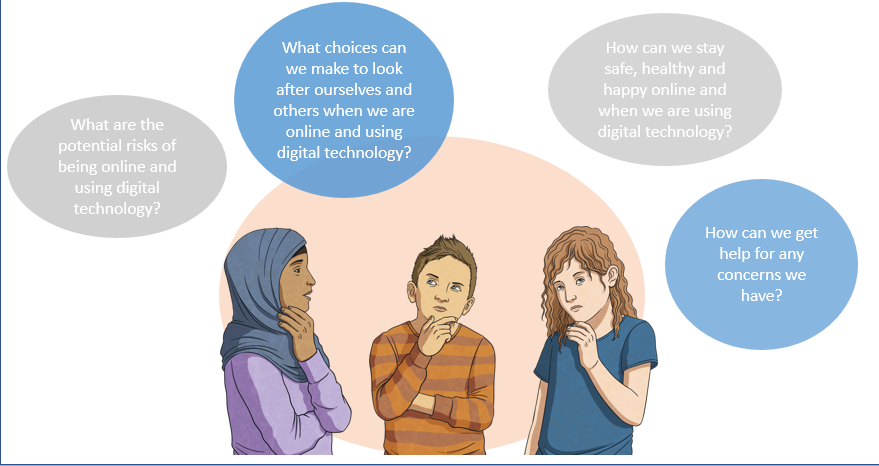 What are the
potential risks of
being online and
using digital
technology?
What choices can
we make to look
after ourselves and
others when we are
online and using
digital technology?
How can we stay
safe, healthy and
happy online and
when we are using
digital technology?
How can we get
help for any
concerns we
have?